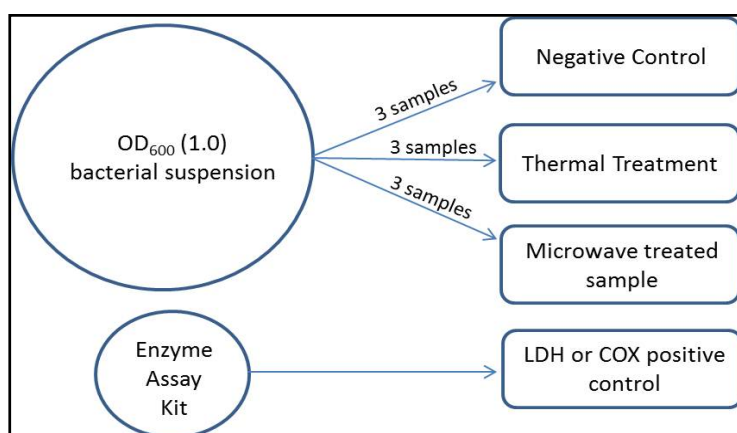 OD₆₀₀ (1.0)
bacterial suspension
3 samples
3 samples
3 samples
Negative Control
Thermal Treatment
Microwave treated
sample
Enzyme
Assay
Kit
LDH or COX positive
control